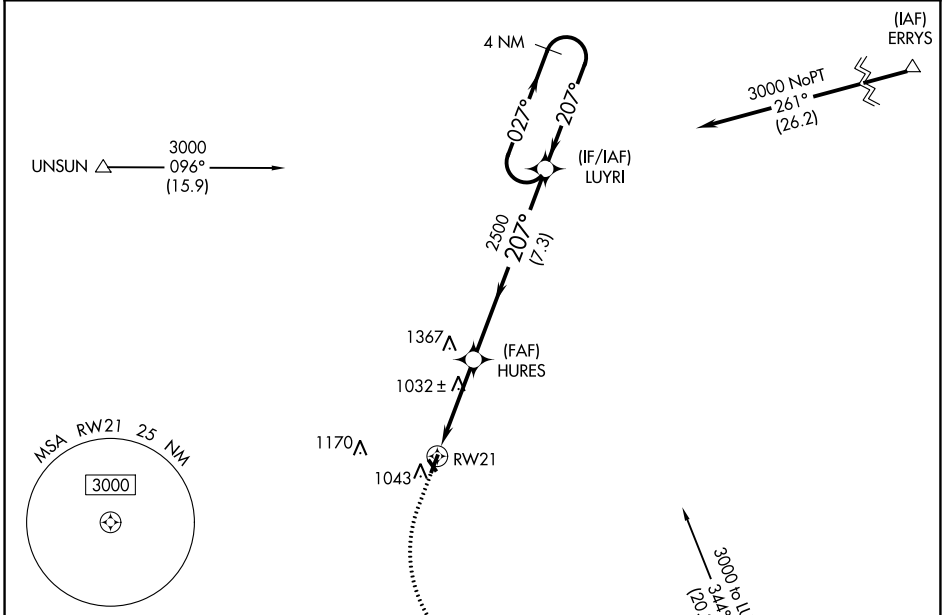 4 NM
(IAF)
ERRYS
3000 NoPT
261°
(26.2)
027°
207°
3000
UNSUN
096°
(15.9)
(IF/IAF)
LUYRI
2500
207°
(7.3)
1367
(FAF)
HURES
1032 ±
1170
RW21
1043
MSA RW21 25 NM
3000
3000 to
344°